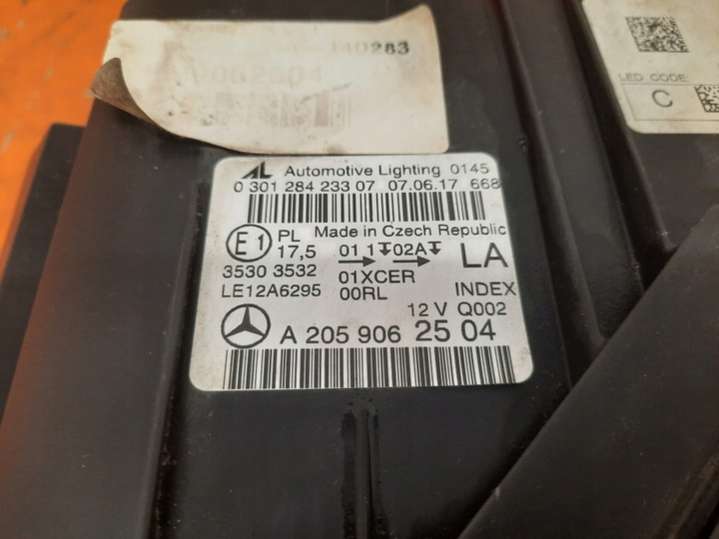 140283
LED CODE:
C
AL Automotive Lighting 0145
0 301 284 233 07 07.06.17 668
E1 PL 17,5
Made in Czech Republic
01 1 02A
LA
3530 3532
01XCER
LE12A6295
00RL
INDEX
12 V Q002
A 205 906 25 04